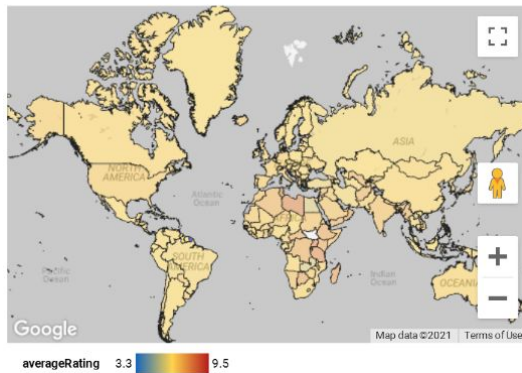 ASIA
NORTH
AMERICA
Atlantic
Ocean
AFRICA
SOUTH
AMERICA
Pacific
Ocean
Indian
Ocean
OCEANIA
Google
Map data ©2021 Terms of Use
averageRating 3.3 9.5